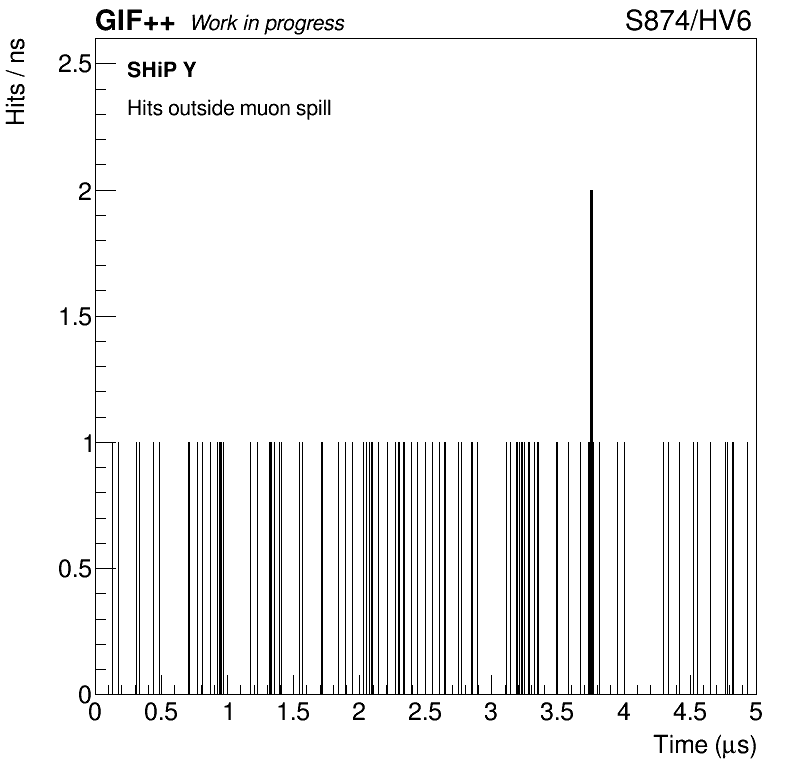 GIF++ Work in progress S874/HV6
Hits / ns
SHiP Y
Hits outside muon spill
2.5
2
1.5
1
0.5
0
0 0.5 1 1.5 2 2.5 3 3.5 4 4.5 5
Time (μs)